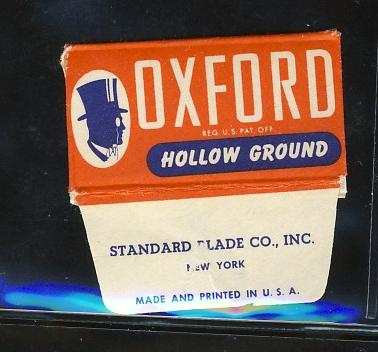 OXFORD
REG. U.S. PAT. OFF.
HOLLOW GROUND
STANDARD BLADE CO., INC.
NEW YORK
MADE AND PRINTED IN U. S. A.